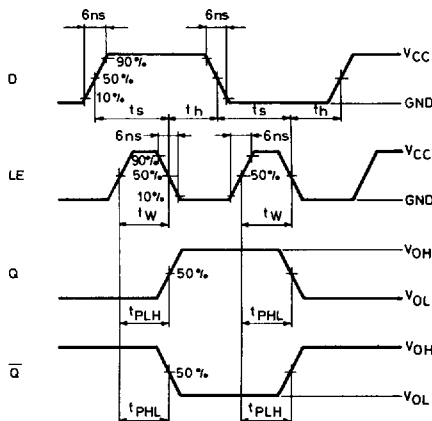 6ns 6ns
90% VCC
D 50%
10% GND
ts th ts th
6ns 6ns
90% VCC
LE 50% 50%
10% GND
tW tW
VOH
Q 50%
VOL
tPLH tPHL
VOH
Q 50%
VOL
tPHL tPLH